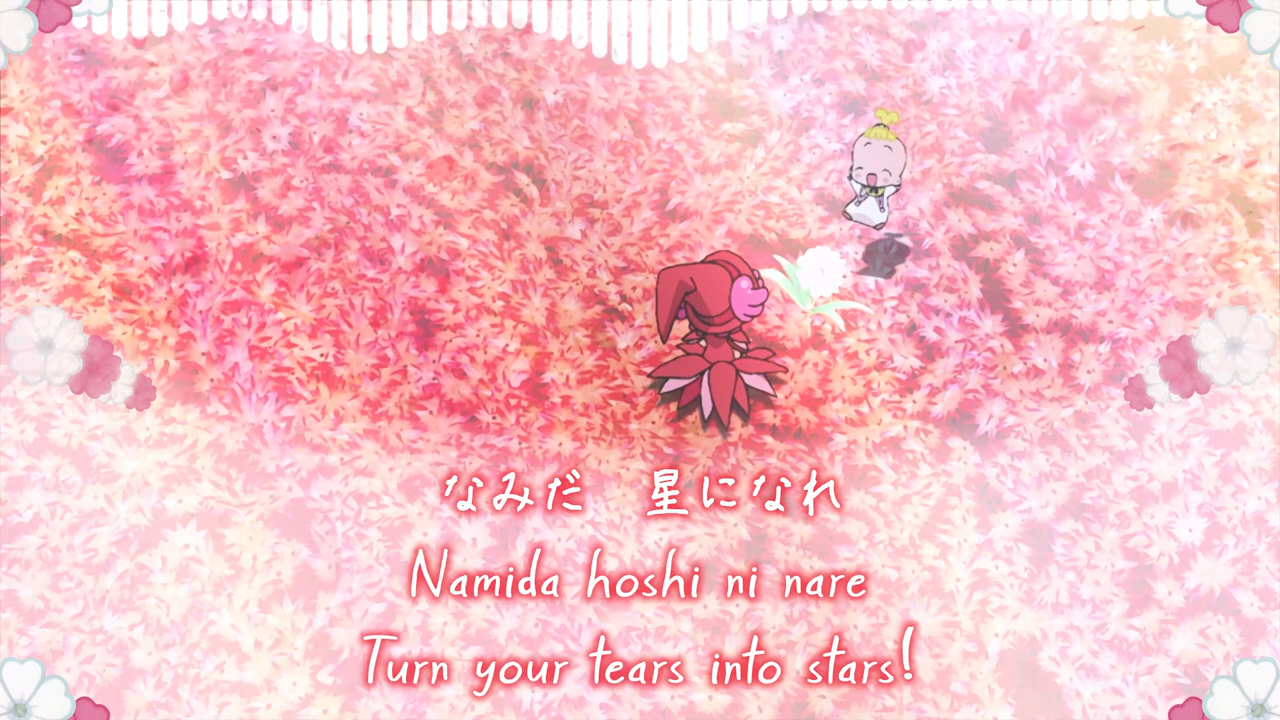 なみだ　星になれ
Namida hoshi ni nare
Turn your tears into stars!